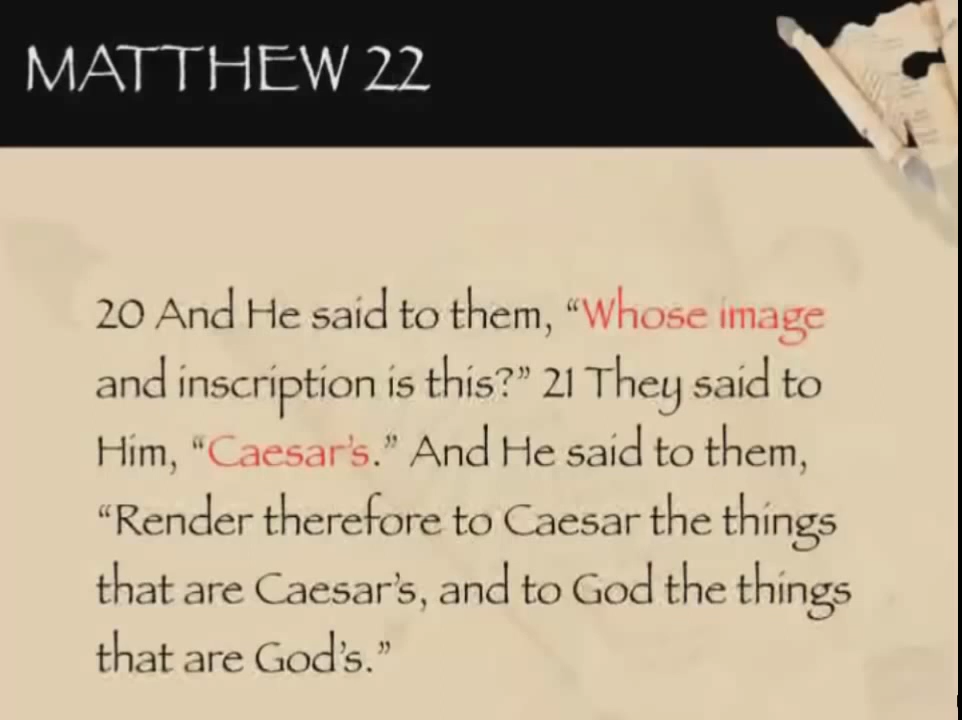 MATTHEW 22
20 And He said to them, “Whose image
and inscription is this?” 21 They said to
Him, “Caesar’s.” And He said to them,
“Render therefore to Caesar the things
that are Caesar’s, and to God the things
that are God’s.”